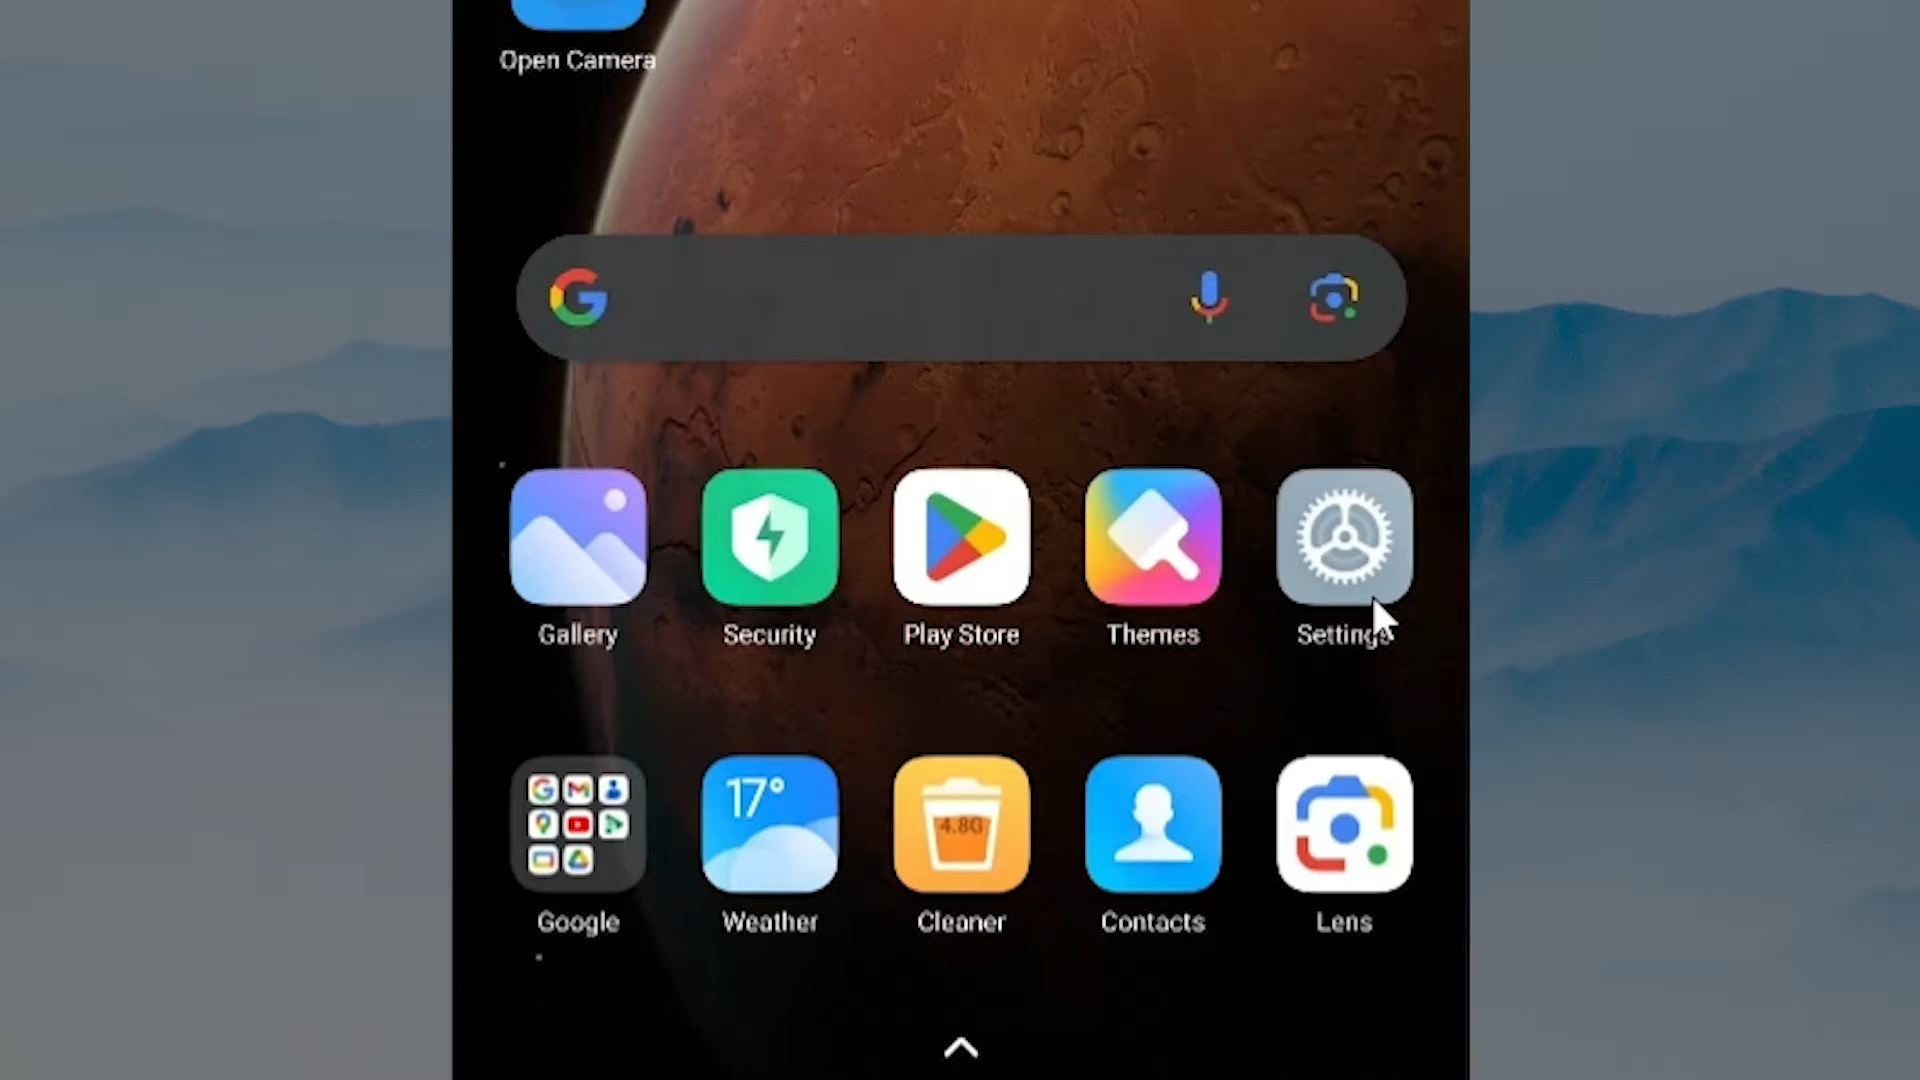 Open Camera
Gallery
Security
Play Store
Themes
Settings
17°
4.8G
Google
Weather
Cleaner
Contacts
Lens